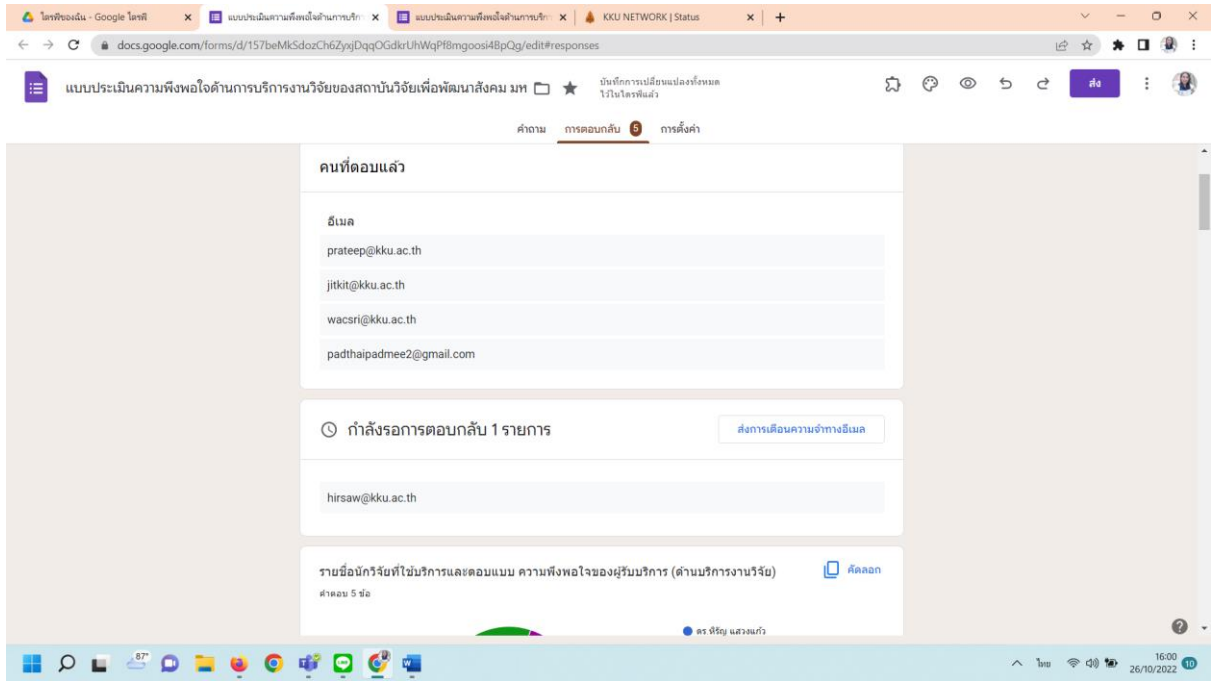 ไดรฟ์ของฉัน - Google ไดรฟ์
แบบประเมินความพึงพอใจด้านการบริกา
แบบประเมินความพึงพอใจด้านการบริกา
KKU NETWORK | Status
docs.google.com/forms/d/157beMkSdozCh6ZyxjDqqOGdkrUhWqPf8mgoosi4BpQg/edit#responses
แบบประเมินความพึงพอใจด้านการบริการงานวิจัยของสถาบันวิจัยเพื่อพัฒนาสังคม มห
บันทึกการเปลี่ยนแปลงทั้งหมด
ไว้ในไดรฟ์แล้ว
ส่ง
คำถาม การตอบกลับ 5 การตั้งค่า
คนที่ตอบแล้ว
อีเมล
prateep@kku.ac.th
jitkit@kku.ac.th
wacsri@kku.ac.th
padthaipadmee2@gmail.com
กำลังรอการตอบกลับ 1 รายการ
ส่งการเตือนความจำทางอีเมล
hirsaw@kku.ac.th
รายชื่อนักวิจัยที่ใช้บริการและตอบแบบ ความพึงพอใจของผู้รับบริการ (ด้านบริการงานวิจัย)
คัดลอก
คำตอบ 5 ข้อ
ดร.หิรัญ แสวงแก้ว
87°
ไทย
16:00
26/10/2022
10